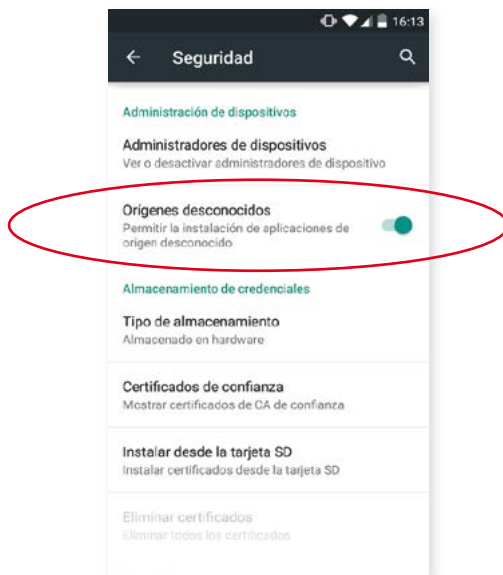 16:13
Seguridad
Administración de dispositivos
Administradores de dispositivos
Ver o desactivar administradores de dispositivo
Orígenes desconocidos
Permitir la instalación de aplicaciones de
origen desconocido
Almacenamiento de credenciales
Tipo de almacenamiento
Almacenado en hardware
Certificados de confianza
Mostrar certificados de CA de confianza
Instalar desde la tarjeta SD
Instalar certificados desde la tarjeta SD
Eliminar certificados
Eliminar todos los certificados